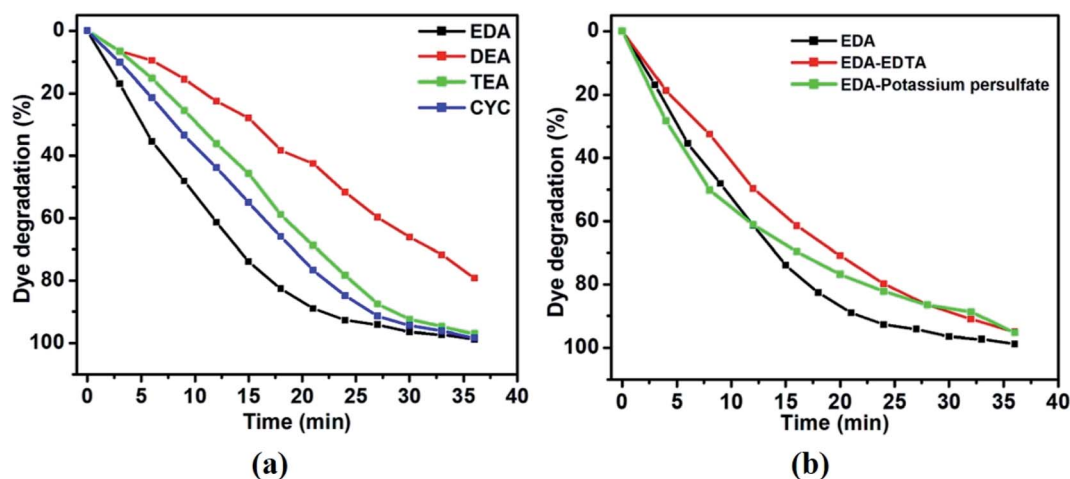 0
20
40
60
80
100
Dye degradation (%)
EDA
DEA
TEA
CYC
0 5 10 15 20 25 30 35 40
Time (min)
(a)
0
20
40
60
80
100
Dye degradation (%)
EDA
EDA-EDTA
EDA-Potassium persulfate
0 5 10 15 20 25 30 35 40
Time (min)
(b)